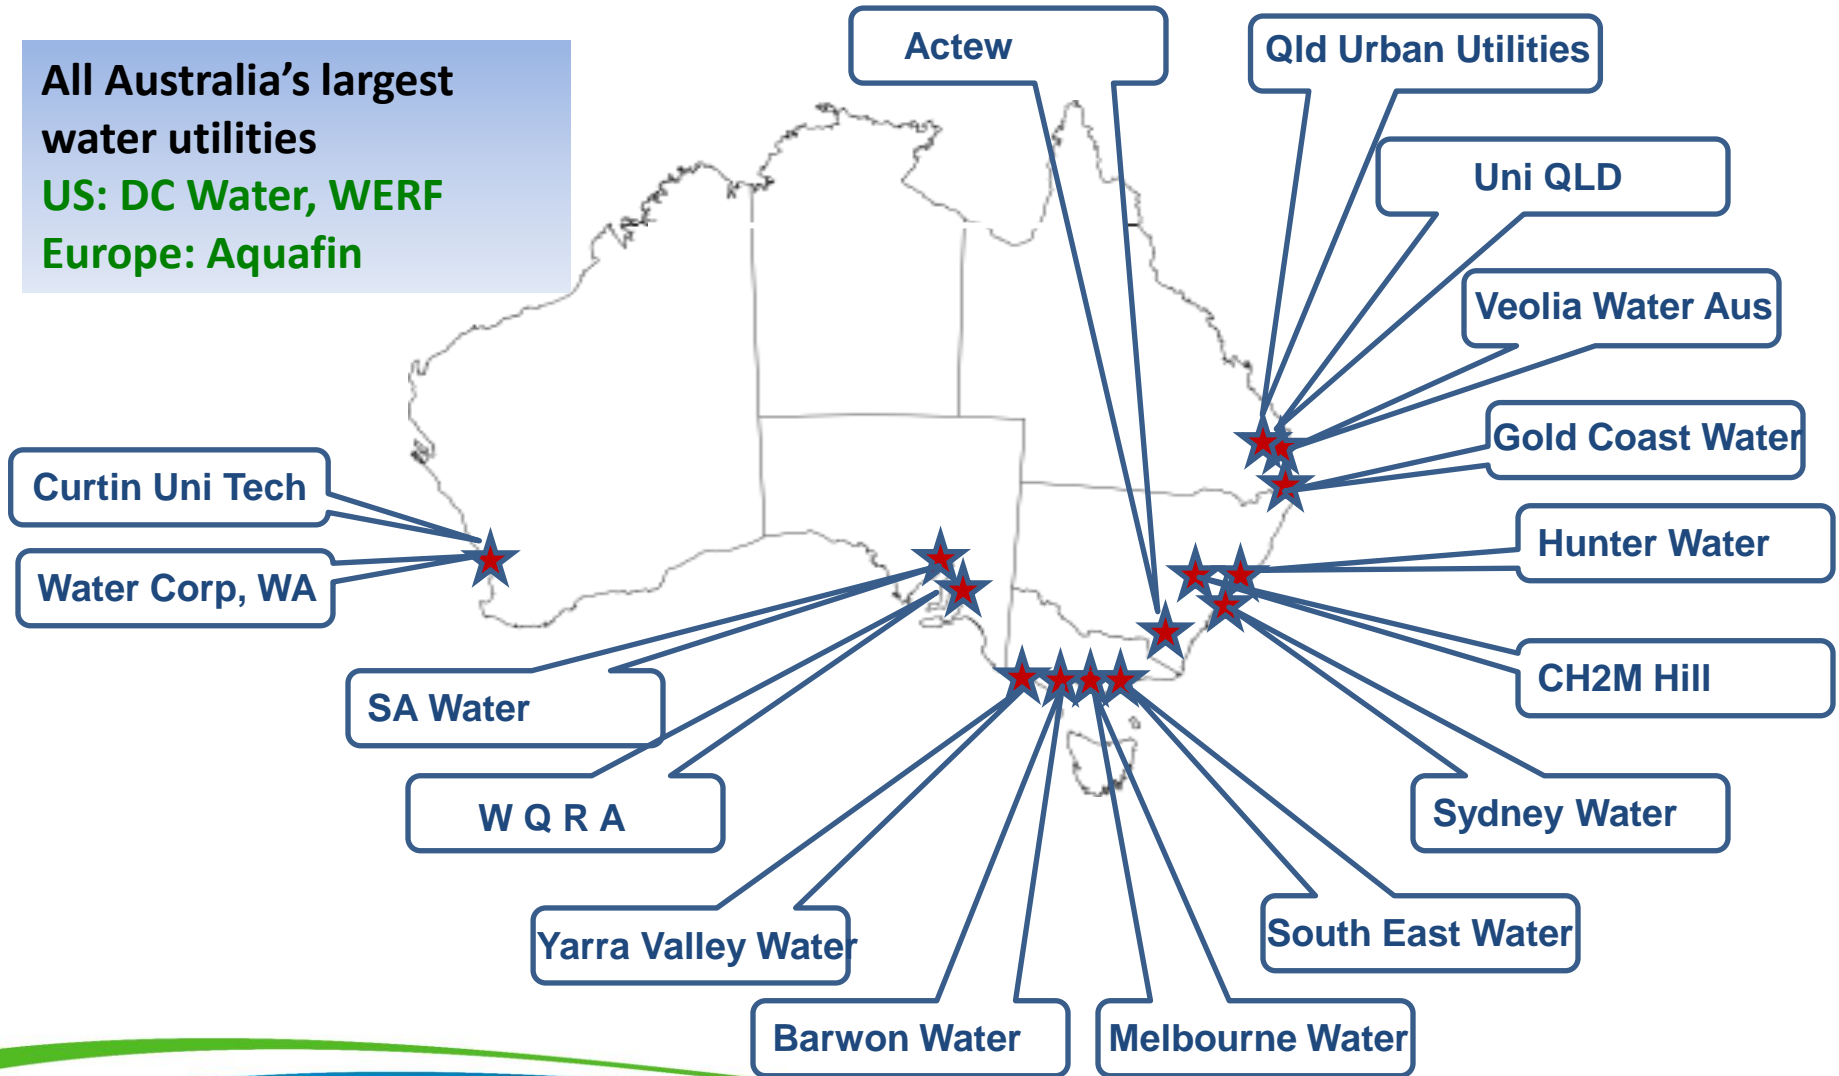 All Australia’s largest
water utilities
US: DC Water, WERF
Europe: Aquafin
Actew
Qld Urban Utilities
Uni QLD
Veolia Water Aus
Gold Coast Water
Curtin Uni Tech
Hunter Water
Water Corp, WA
CH2M Hill
SA Water
W Q R A
Sydney Water
Yarra Valley Water
South East Water
Barwon Water
Melbourne Water